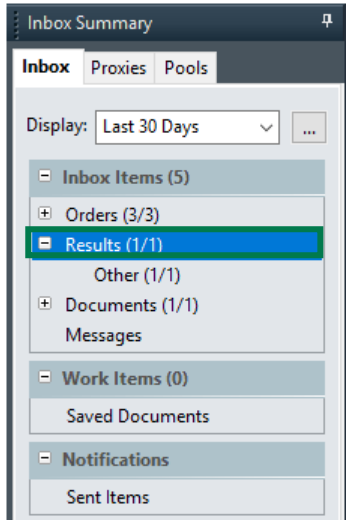 Inbox Summary
Inbox Proxies Pools
Display: Last 30 Days ...
Inbox Items (5)
Orders (3/3)
Results (1/1)
Other (1/1)
Documents (1/1)
Messages
Work Items (0)
Saved Documents
Notifications
Sent Items